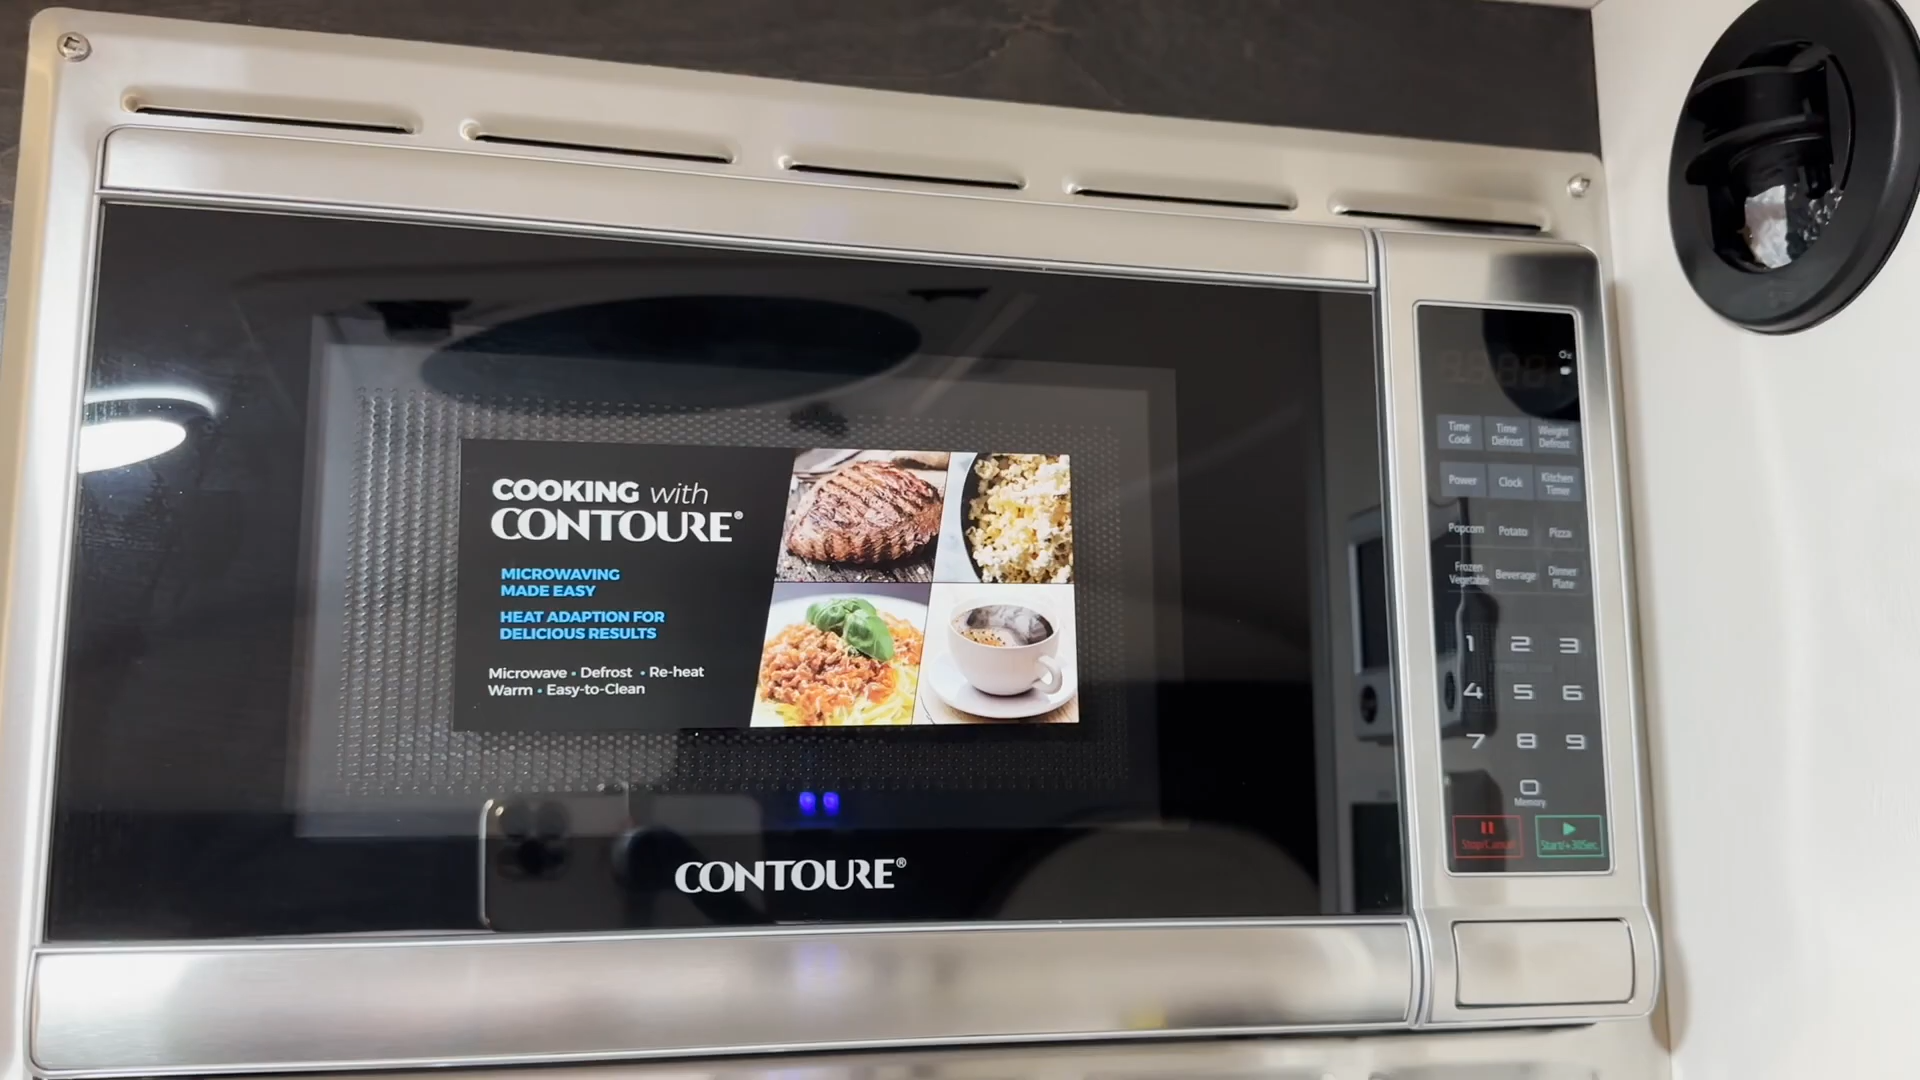 COOKING with
CONTOURE®
MICROWAVING
MADE EASY
HEAT ADAPTION FOR
DELICIOUS RESULTS
Microwave • Defrost • Re-heat
Warm • Easy-to-Clean
CONTOURE®
Time Cook
Time Defrost
Weight Defrost
Power
Clock
Kitchen Timer
Popcorn
Potato
Pizza
Frozen Vegetable
Beverage
Dinner Plate
1 2 3
4 5 6
7 8 9
0
Memory
Stop/Cancel
Start/+30Sec.